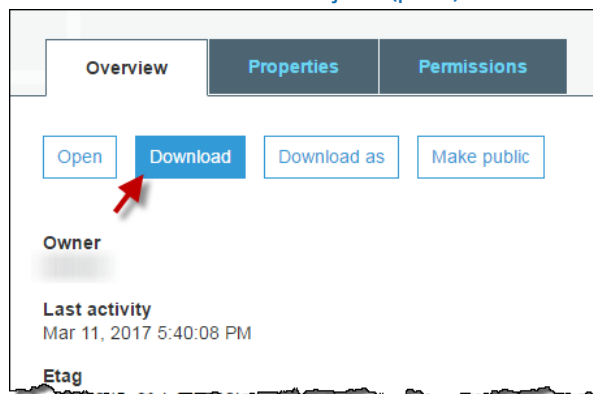 Overview Properties Permissions
Open Download Download as Make public
Owner
Last activity
Mar 11, 2017 5:40:08 PM
Etag